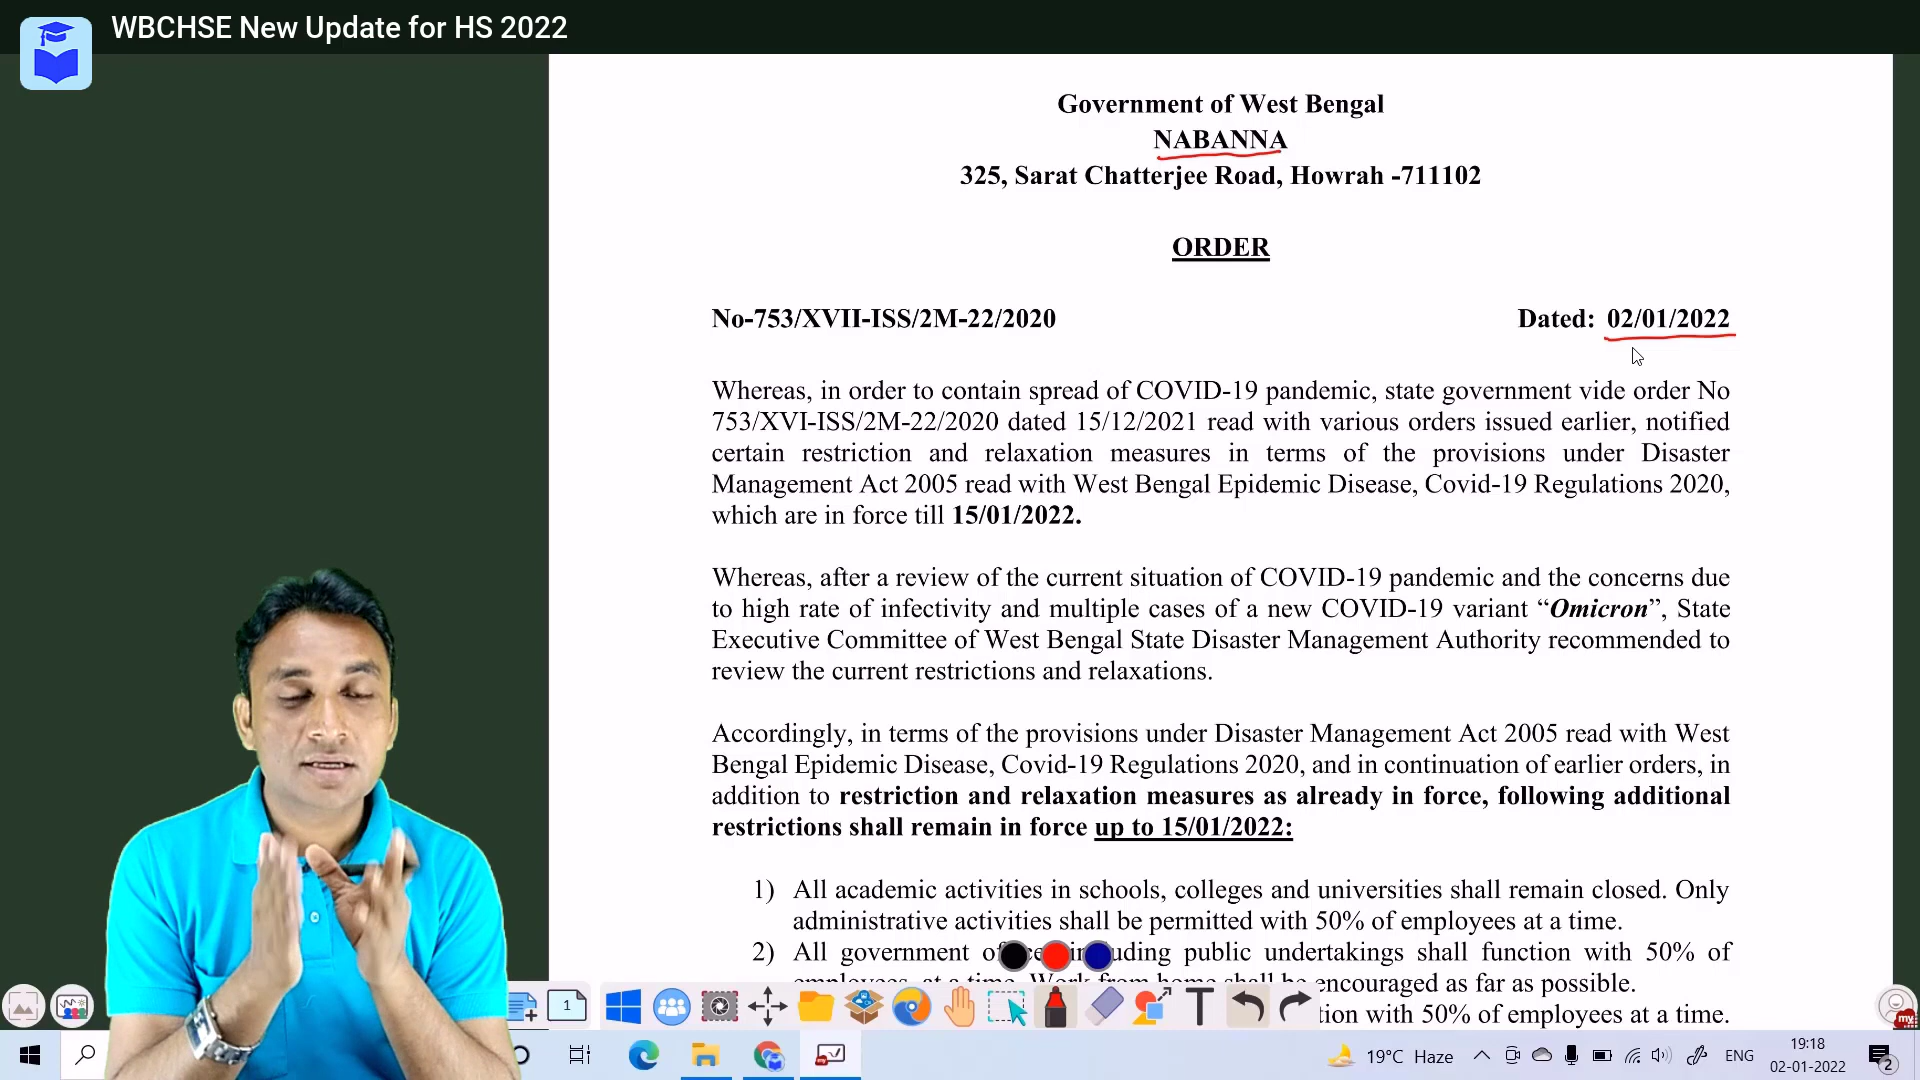 WBCHSE New Update for HS 2022
Government of West Bengal
NABANNA
325, Sarat Chatterjee Road, Howrah -711102
ORDER
No-753/XVII-ISS/2M-22/2020 Dated: 02/01/2022
Whereas, in order to contain spread of COVID-19 pandemic, state government vide order No
753/XVI-ISS/2M-22/2020 dated 15/12/2021 read with various orders issued earlier, notified
certain restriction and relaxation measures in terms of the provisions under Disaster
Management Act 2005 read with West Bengal Epidemic Disease, Covid-19 Regulations 2020,
which are in force till 15/01/2022.
Whereas, after a review of the current situation of COVID-19 pandemic and the concerns due
to high rate of infectivity and multiple cases of a new COVID-19 variant “Omicron”, State
Executive Committee of West Bengal State Disaster Management Authority recommended to
review the current restrictions and relaxations.
Accordingly, in terms of the provisions under Disaster Management Act 2005 read with West
Bengal Epidemic Disease, Covid-19 Regulations 2020, and in continuation of earlier orders, in
addition to restriction and relaxation measures as already in force, following additional
restrictions shall remain in force up to 15/01/2022:
1) All academic activities in schools, colleges and universities shall remain closed. Only
administrative activities shall be permitted with 50% of employees at a time.
2) All government public undertakings shall function with 50% of
encouraged as far as possible.
with 50% of employees at a time.
1
T
my
19°C Haze
ENG
19:18
02-01-2022
2